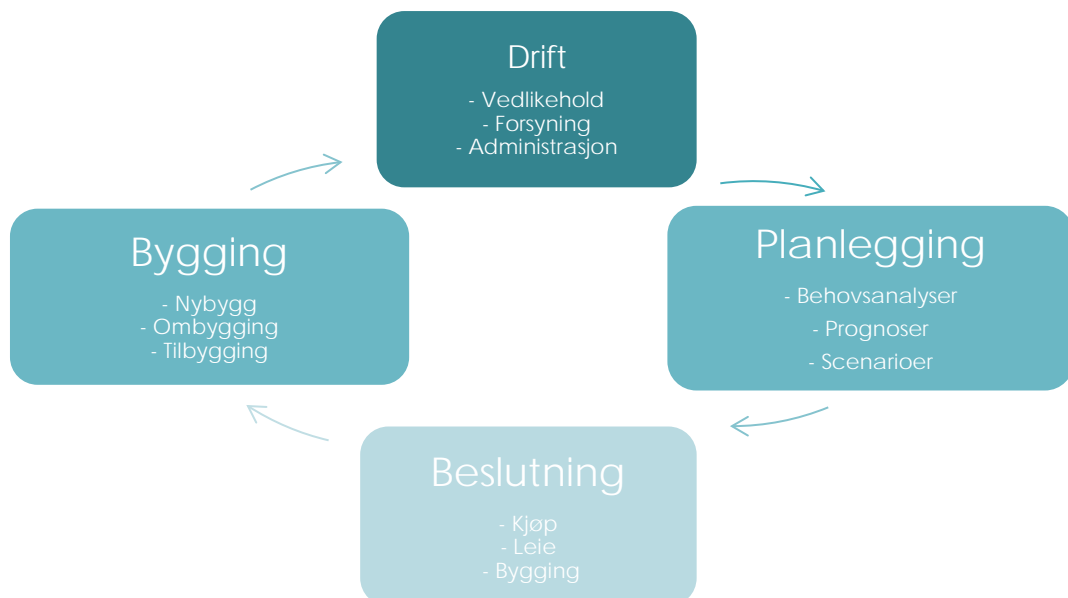 Drift
- Vedlikehold
- Forsyning
- Administrasjon
Planlegging
- Behovsanalyser
- Prognoser
- Scenarioer
Beslutning
- Kjøp
- Leie
- Bygging
Bygging
- Nybygg
- Ombygging
- Tilbygging